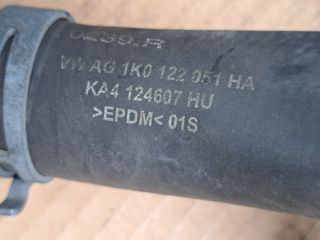 0239.R
VW AG 1K0 122 051 HA
KA4 124607 HU
>EPDM< 01S